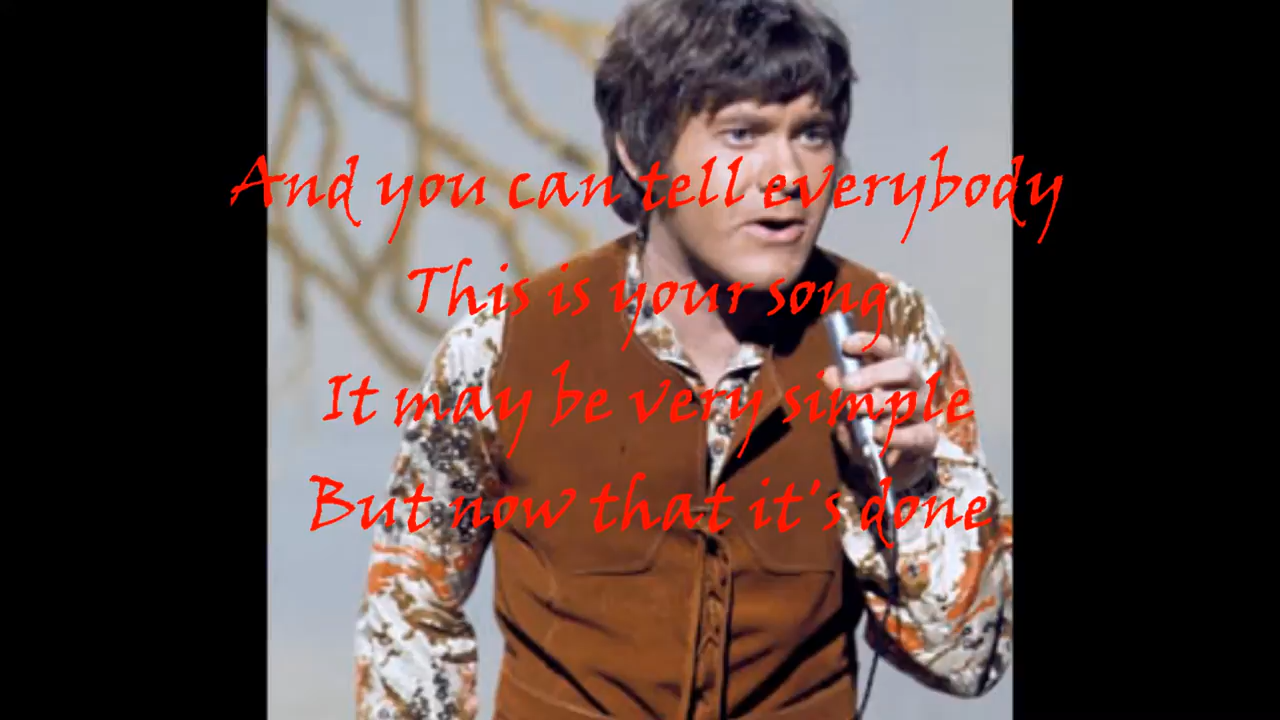 And you can tell everybody
This is your song
It may be very simple
But now that it's done